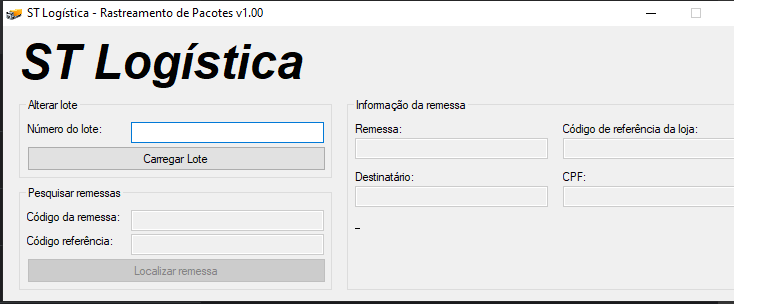 ST Logística - Rastreamento de Pacotes v1.00
ST Logística
Alterar lote
Número do lote:
Carregar Lote
Pesquisar remessas
Código da remessa:
Código referência:
Localizar remessa
Informação da remessa
Remessa:
Código de referência da loja:
Destinatário:
CPF:
–